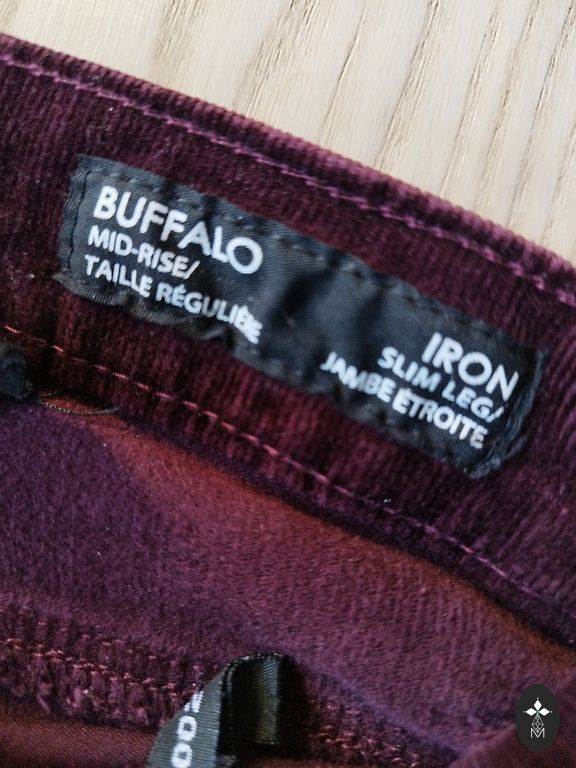 BUFFALO
MID-RISE/
TAILLE RÉGULIÈRE
IRON
SLIM LEG/
JAMBE ETROITE